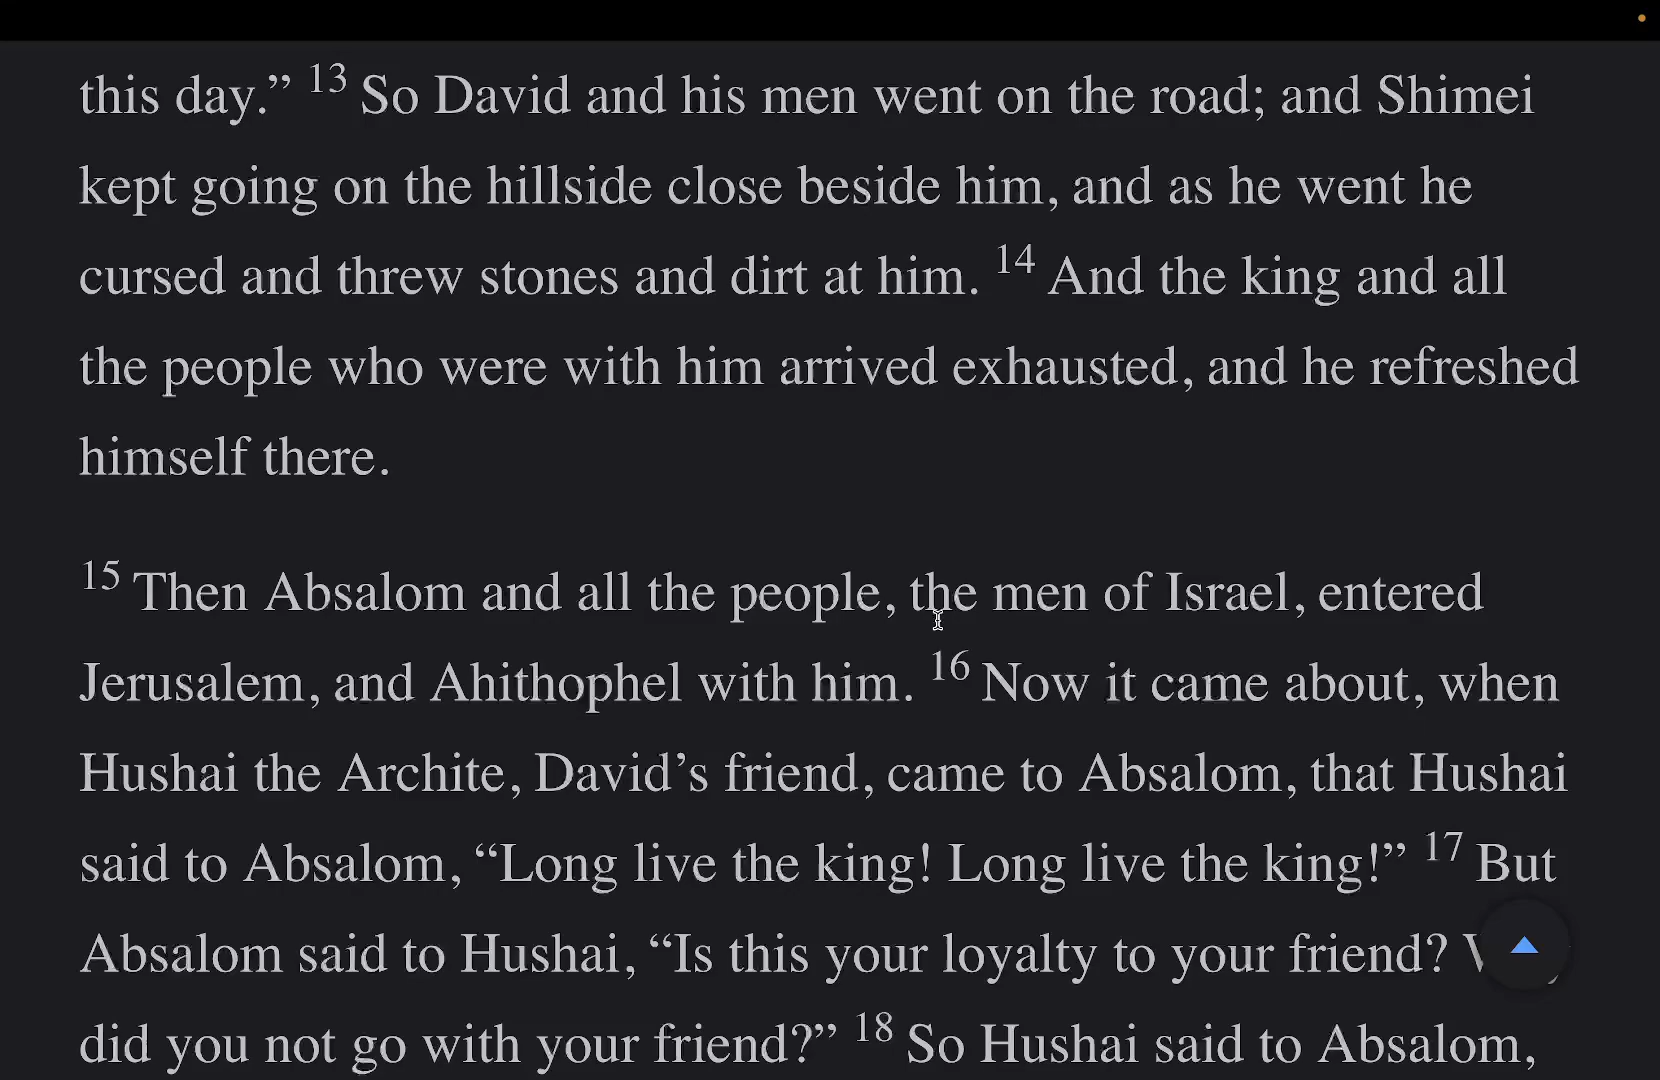 this day.” 13 So David and his men went on the road; and Shimei
kept going on the hillside close beside him, and as he went he
cursed and threw stones and dirt at him. 14 And the king and all
the people who were with him arrived exhausted, and he refreshed
himself there.
15 Then Absalom and all the people, the men of Israel, entered
Jerusalem, and Ahithophel with him. 16 Now it came about, when
Hushai the Archite, David’s friend, came to Absalom, that Hushai
said to Absalom, “Long live the king! Long live the king!” 17 But
Absalom said to Hushai, “Is this your loyalty to your friend?
did you not go with your friend?” 18 So Hushai said to Absalom,